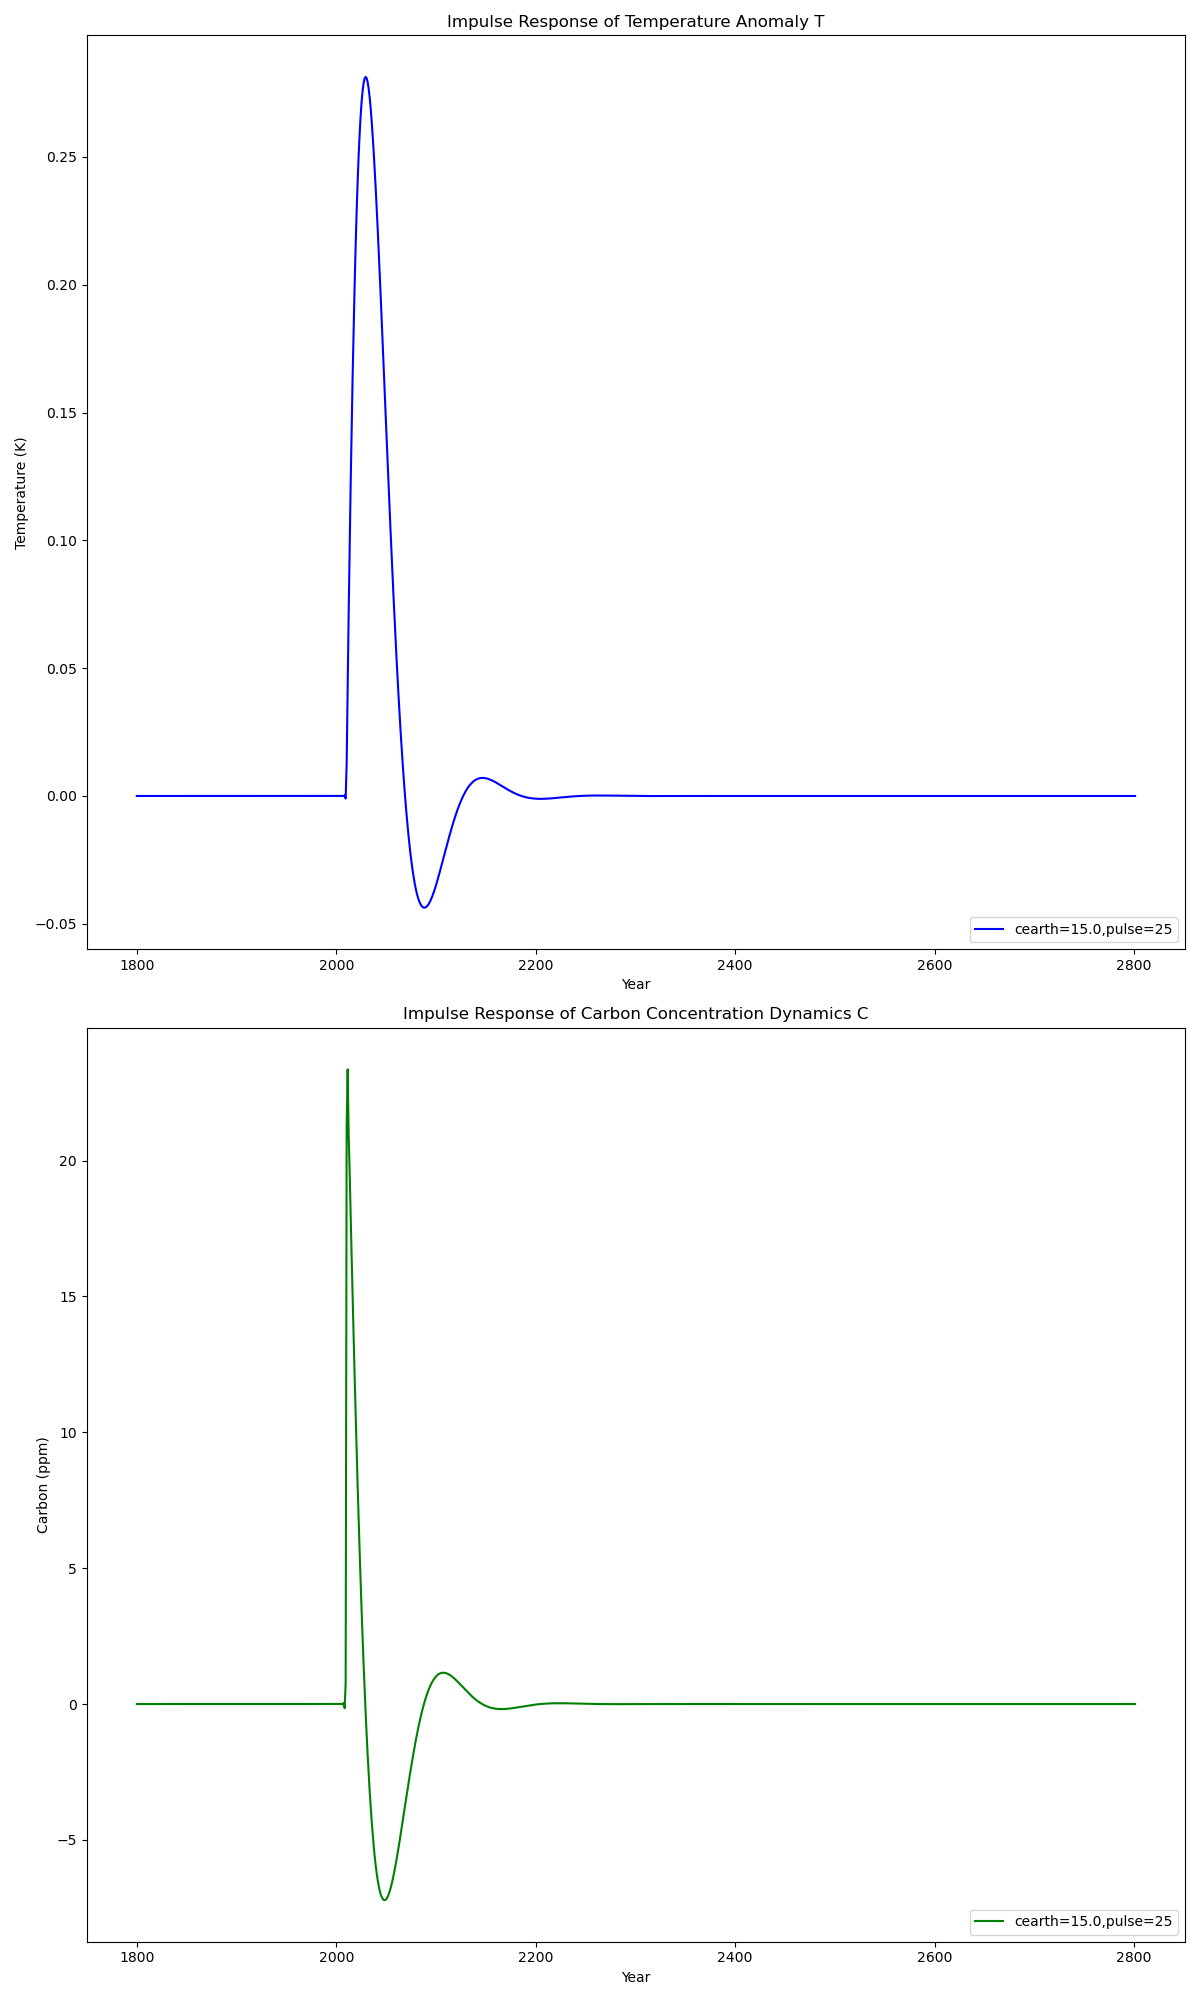 Impulse Response of Temperature Anomaly T
Temperature (K)
0.25
0.20
0.15
0.10
0.05
0.00
−0.05
1800 2000 2200 2400 2600 2800
Year
cearth=15.0,pulse=25
Impulse Response of Carbon Concentration Dynamics C
Carbon (ppm)
20
15
10
5
0
−5
1800 2000 2200 2400 2600 2800
Year
cearth=15.0,pulse=25